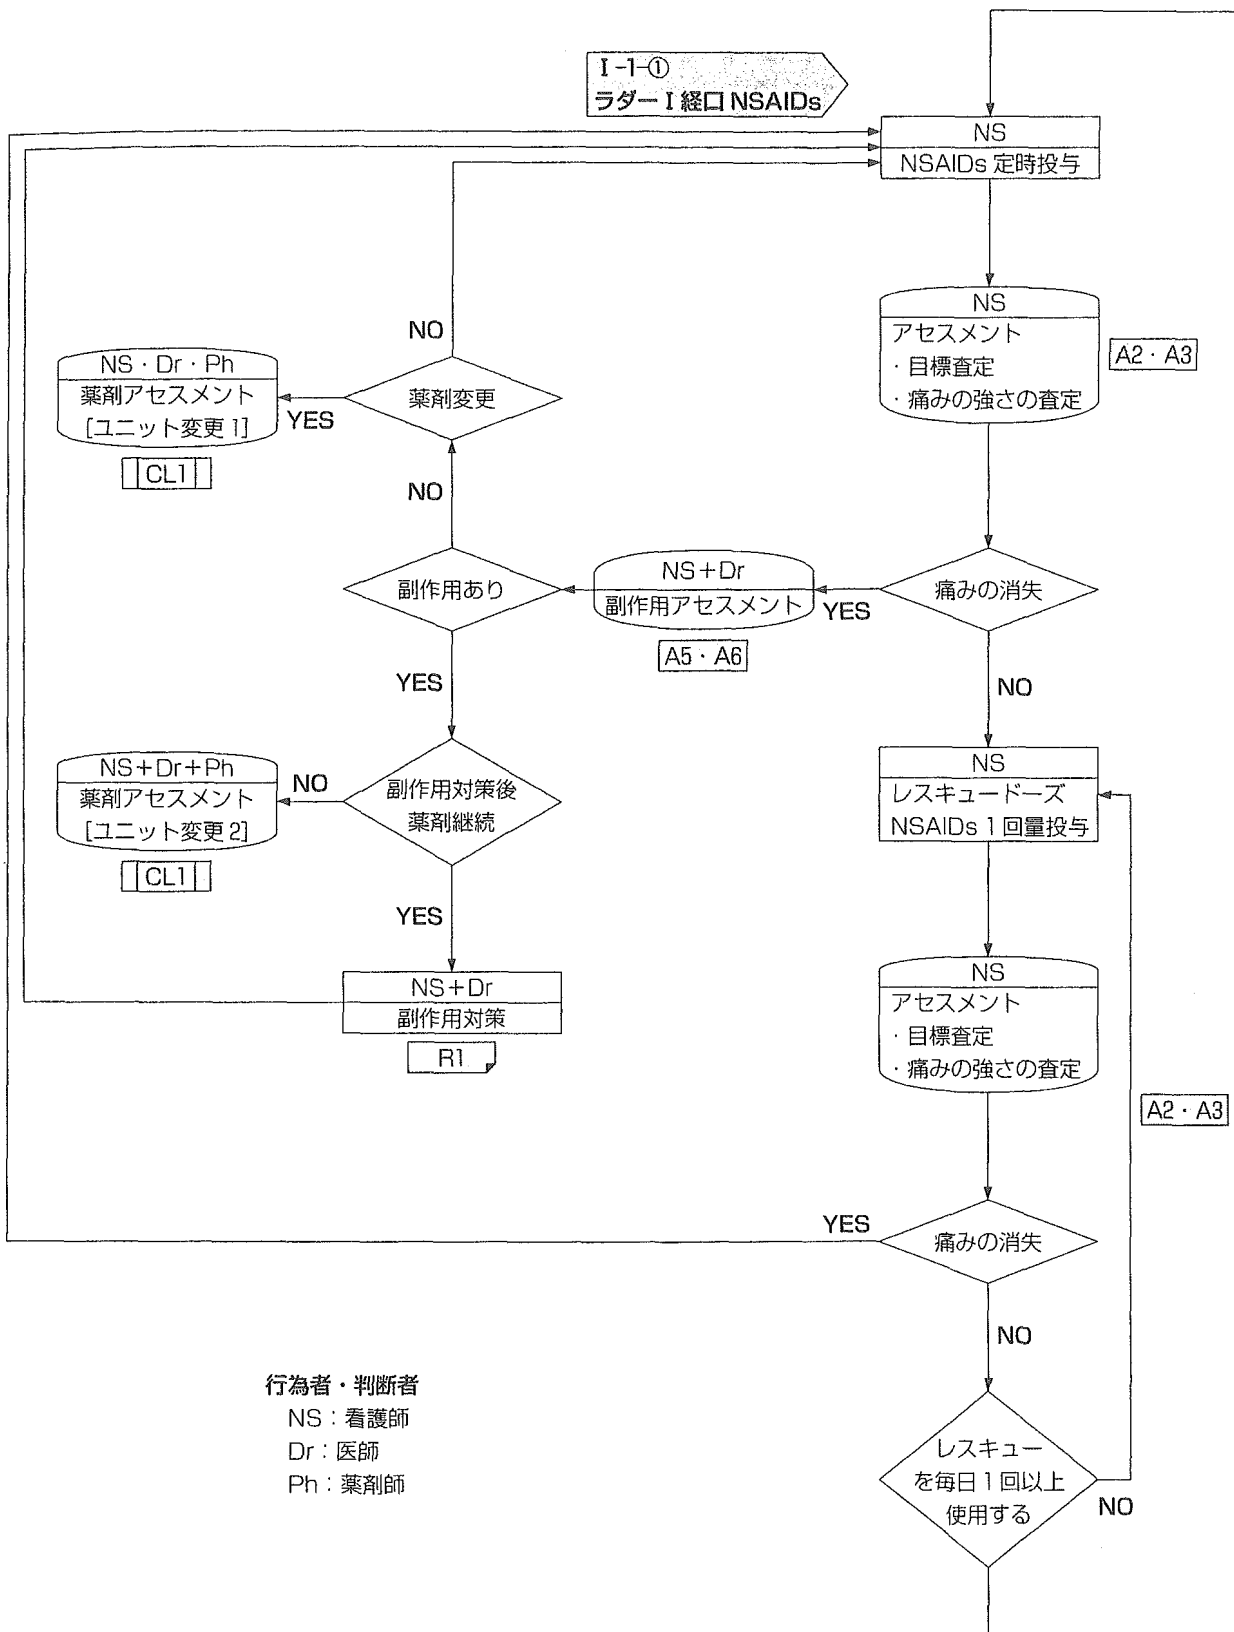 Ⅰ-1-①
ラダーⅠ経口 NSAIDs
NS
NSAIDs 定時投与
NS
アセスメント
・目標査定
・痛みの強さの査定
A2・A3
NO
NS・Dr・Ph
薬剤アセスメント
[ユニット変更 1]
CL1
YES
薬剤変更
NO
副作用あり
NS+Dr
副作用アセスメント
A5・A6
YES
痛みの消失
YES
NO
NS+Dr+Ph
薬剤アセスメント
[ユニット変更 2]
CL1
NO
副作用対策後
薬剤継続
NS
レスキュードーズ
NSAIDs 1 回量投与
YES
NS+Dr
副作用対策
R1
NS
アセスメント
・目標査定
・痛みの強さの査定
A2・A3
YES
痛みの消失
NO
行為者・判断者
NS：看護師
Dr：医師
Ph：薬剤師
レスキュー
を毎日 1 回以上
使用する
NO